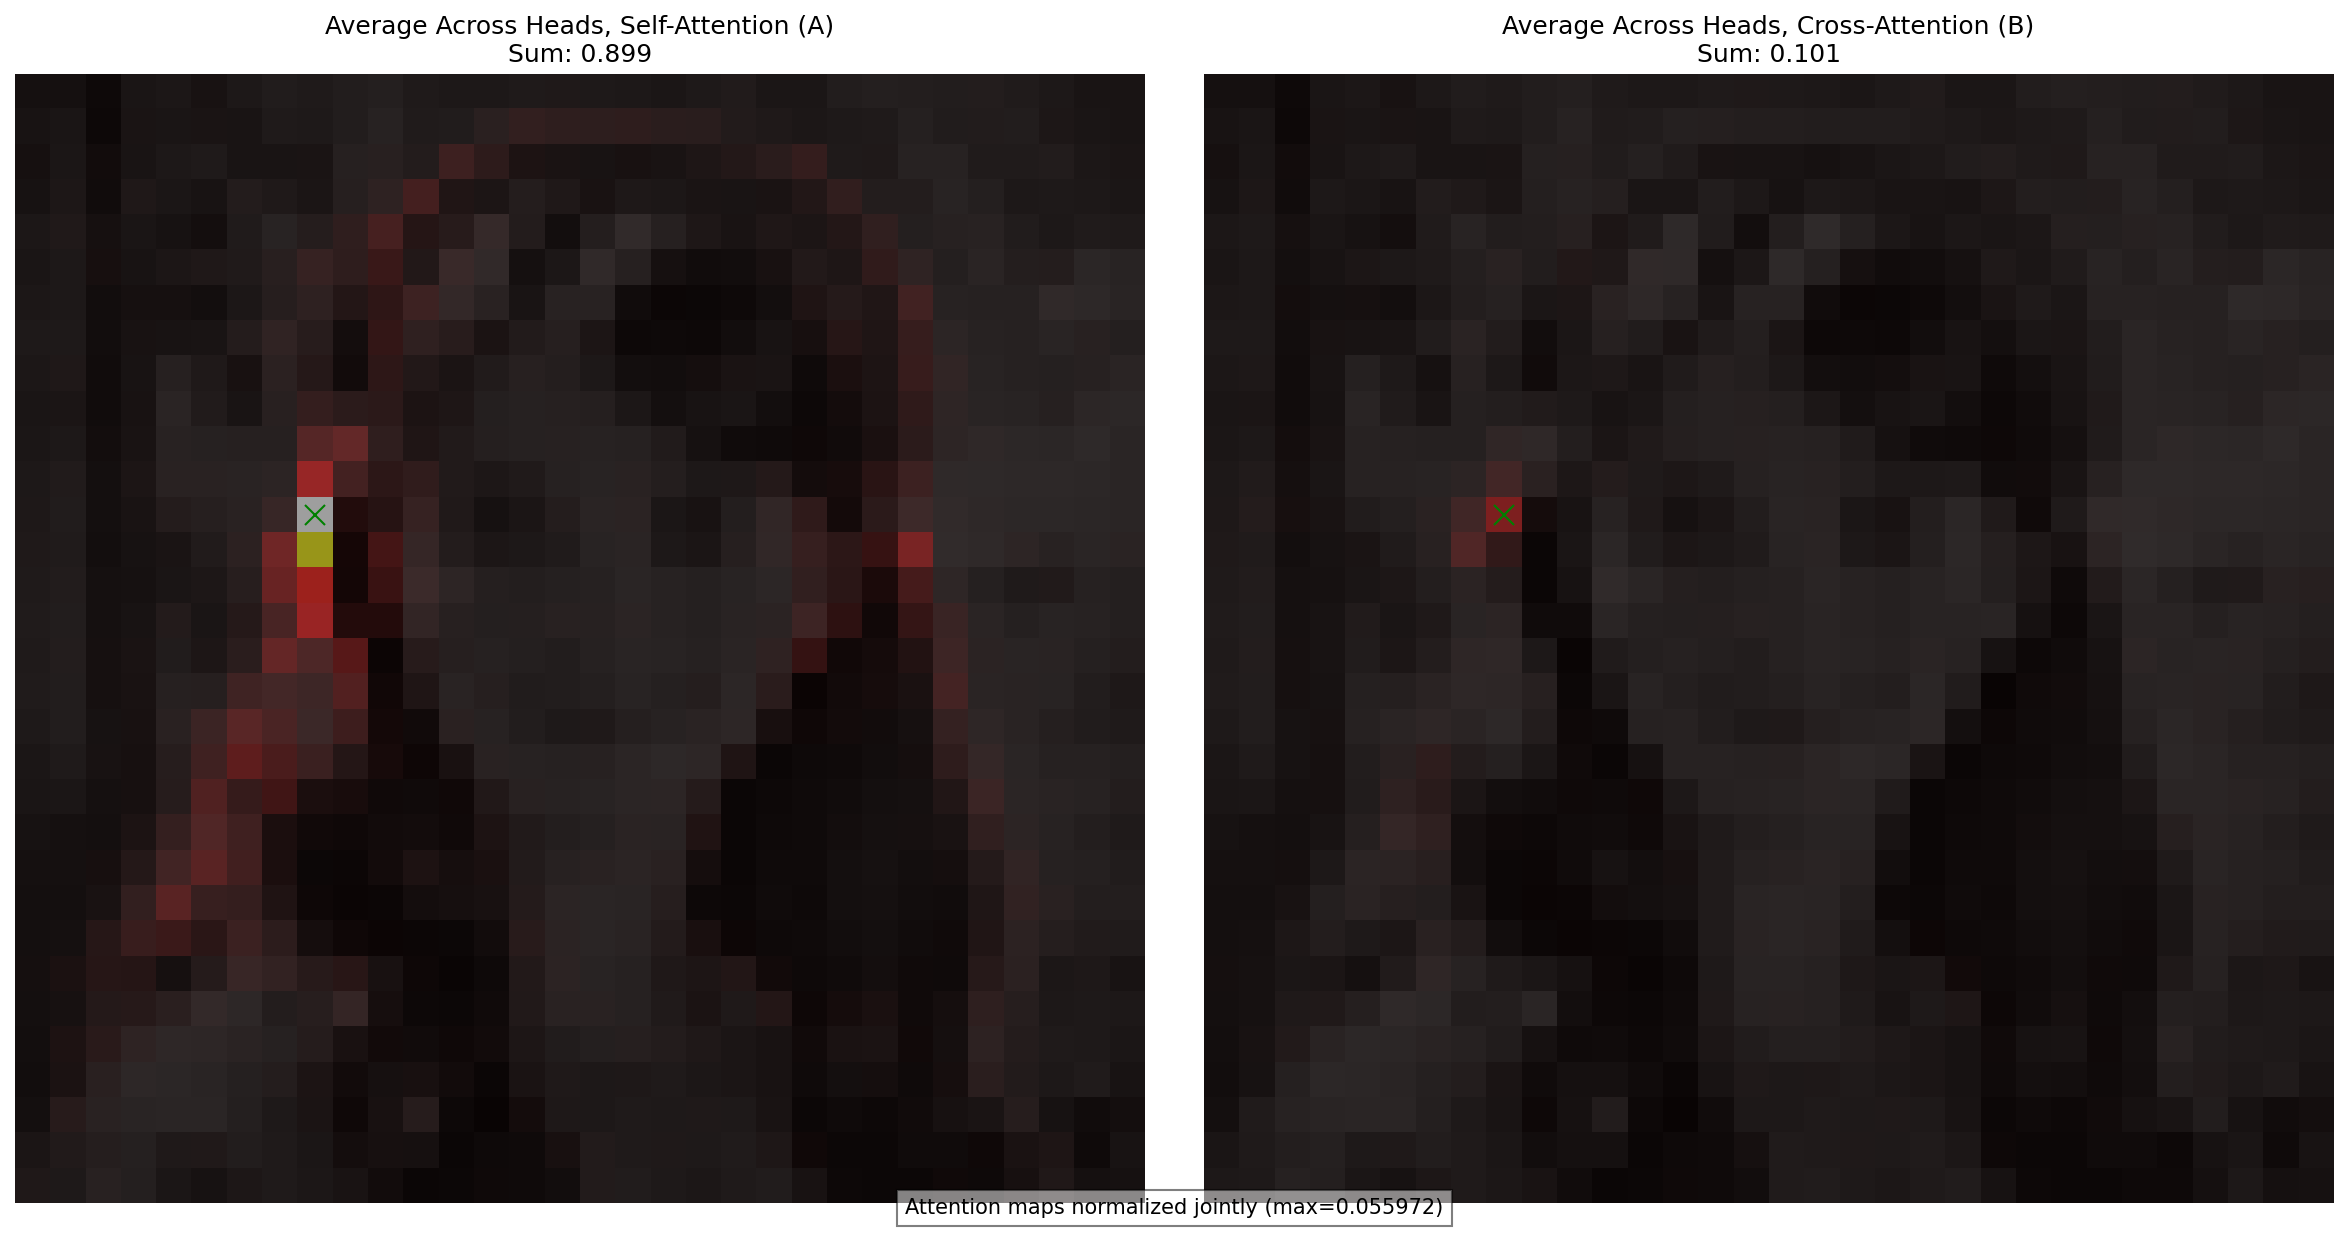 Average Across Heads, Self-Attention (A)
Sum: 0.899
Average Across Heads, Cross-Attention (B)
Sum: 0.101
Attention maps normalized jointly (max=0.055972)